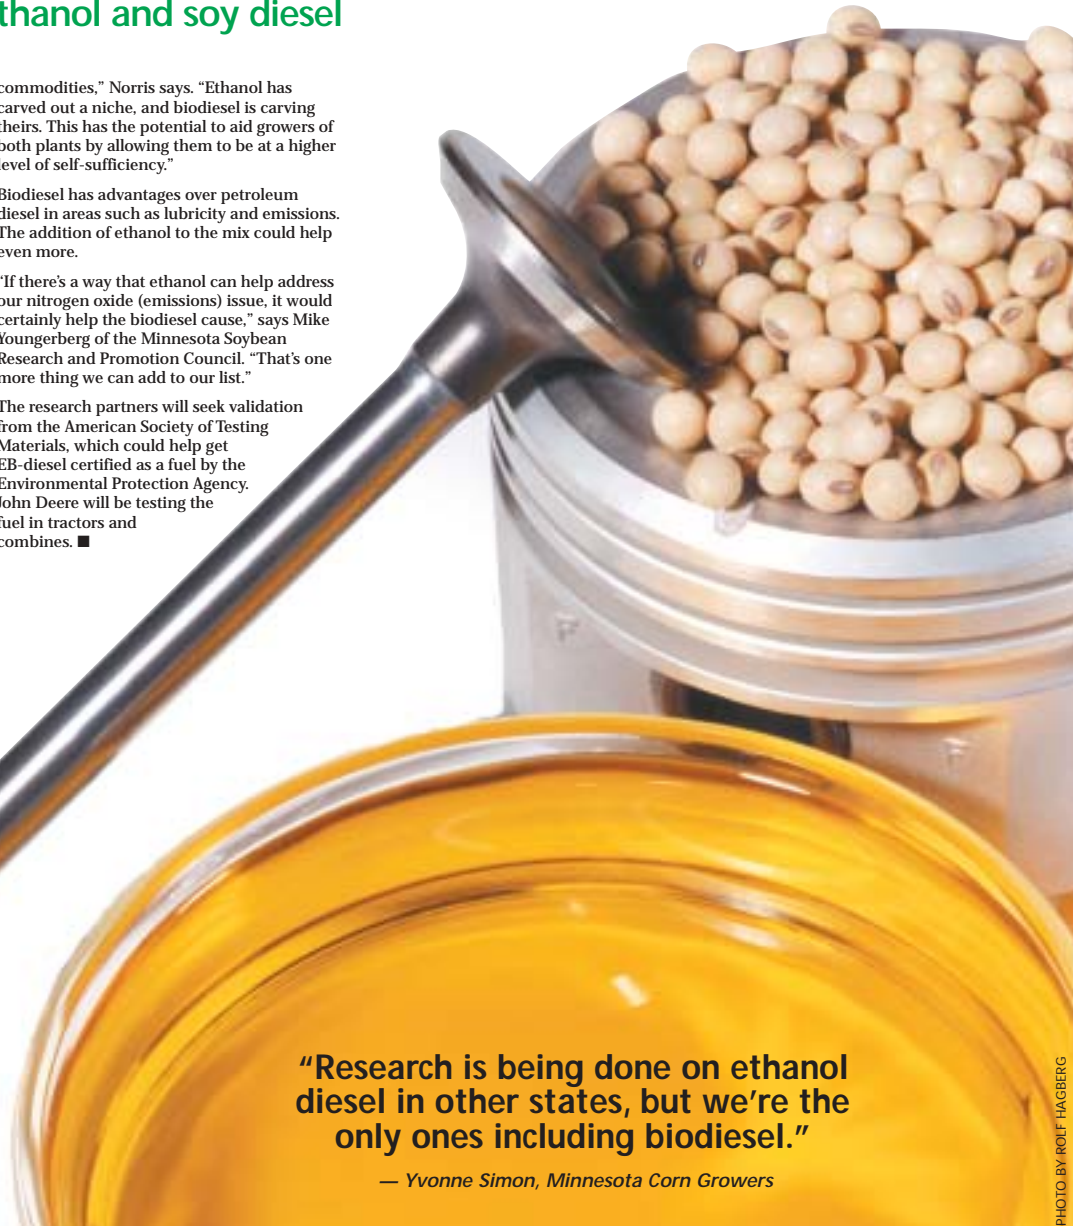 thanol and soy diesel
commodities,” Norris says. “Ethanol has
carved out a niche, and biodiesel is carving
theirs. This has the potential to aid growers of
both plants by allowing them to be at a higher
level of self-sufficiency.”
Biodiesel has advantages over petroleum
diesel in areas such as lubricity and emissions.
The addition of ethanol to the mix could help
even more.
“If there’s a way that ethanol can help address
our nitrogen oxide (emissions) issue, it would
certainly help the biodiesel cause,” says Mike
Youngerberg of the Minnesota Soybean
Research and Promotion Council. “That’s one
more thing we can add to our list.”
The research partners will seek validation
from the American Society of Testing
Materials, which could help get
EB-diesel certified as a fuel by the
Environmental Protection Agency.
John Deere will be testing the
fuel in tractors and
combines. ■
F
F
“Research is being done on ethanol
diesel in other states, but we’re the
only ones including biodiesel.”
— Yvonne Simon, Minnesota Corn Growers
PHOTO BY ROLF HAGBERG